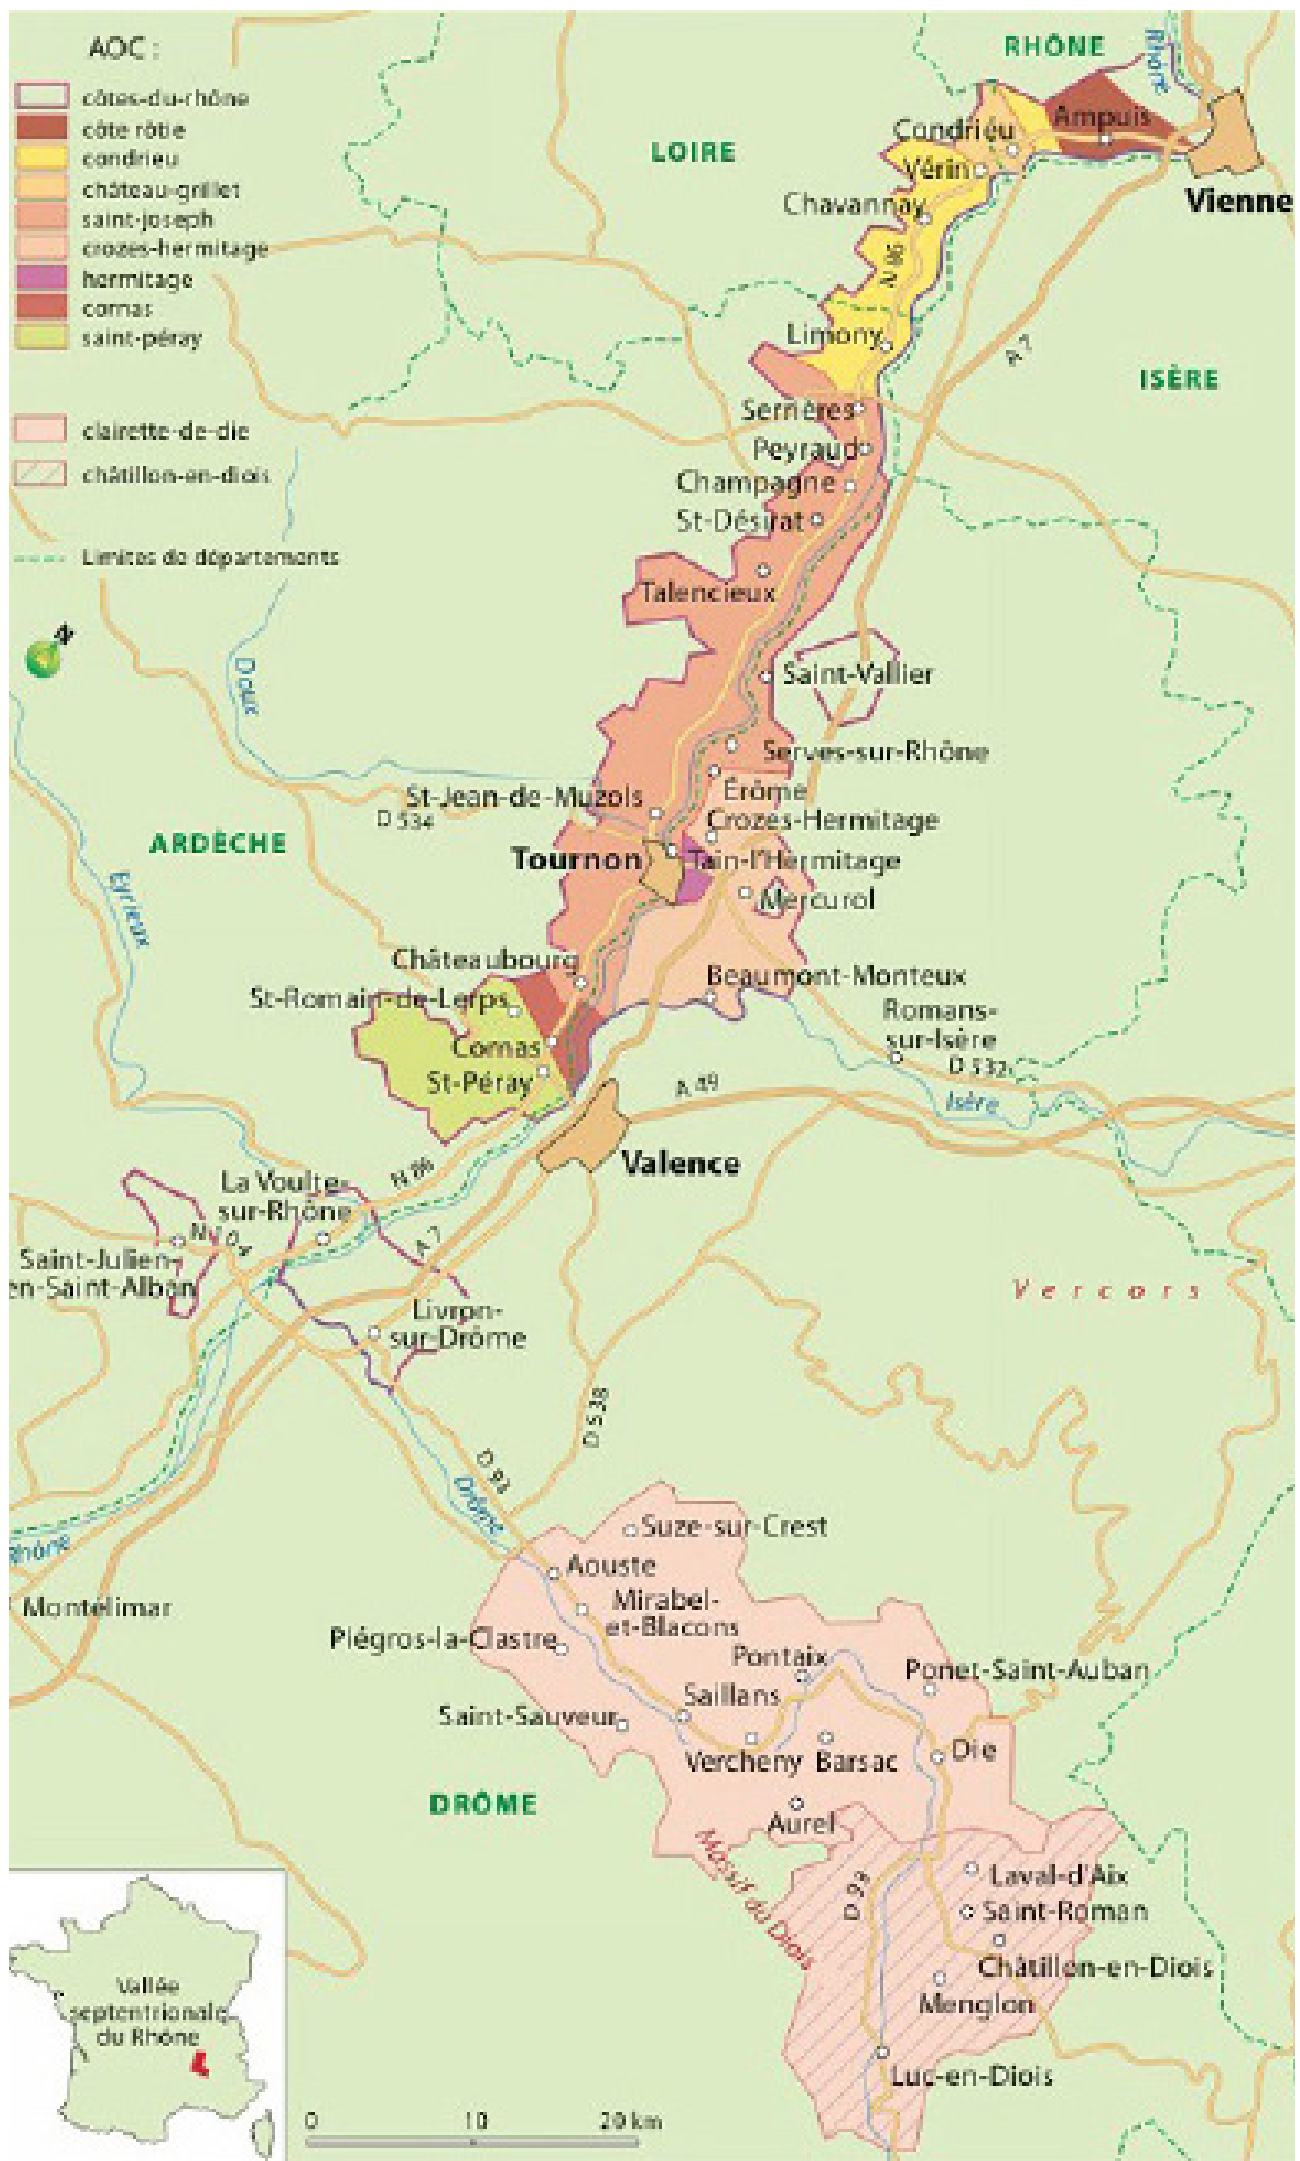 AOC :
côtes-du-rhône
côte rôtie
condrieu
château-grillet
saint-joseph
crozes-hermitage
hermitage
cornas
saint-péray
clairette-de-die
châtillon-en-diois
Limites de départements
N
RHÔNE
Rhône
LOIRE
Condrieu
Ampuis
Vérin
Vienne
Chavannay
N 86
Limony
A 7
ISÈRE
Serrières
Peyraud
Champagne
St-Désirat
Talencieux
Doux
Saint-Vallier
Serves-sur-Rhône
Érôme
St-Jean-de-Muzols
D 534
Crozes-Hermitage
ARDÈCHE
Tournon
Tain-l'Hermitage
Mercurol
Eyrieux
Châteaubourg
Beaumont-Monteux
St-Romain-de-Lerps
Romans-
sur-Isère
Cornas
D 532
St-Péray
A 49
Isère
Valence
N 86
La Voulte-
sur-Rhône
N 104
A 7
Saint-Julien-
en-Saint-Alban
Vercors
Livron-
sur-Drôme
D 538
D 93
Drôme
Rhône
Suze-sur-Crest
Aouste
Montélimar
Mirabel-
et-Blacons
Piégros-la-Clastre
Pontaix
Ponet-Saint-Auban
Saillans
Saint-Sauveur
Vercheny
Barsac
Die
DRÔME
Aurel
Massif du Diois
D 93
Laval-d'Aix
Saint-Roman
Châtillon-en-Diois
Menglon
Luc-en-Diois
Vallée
septentrionale
du Rhône
0 10 20 km